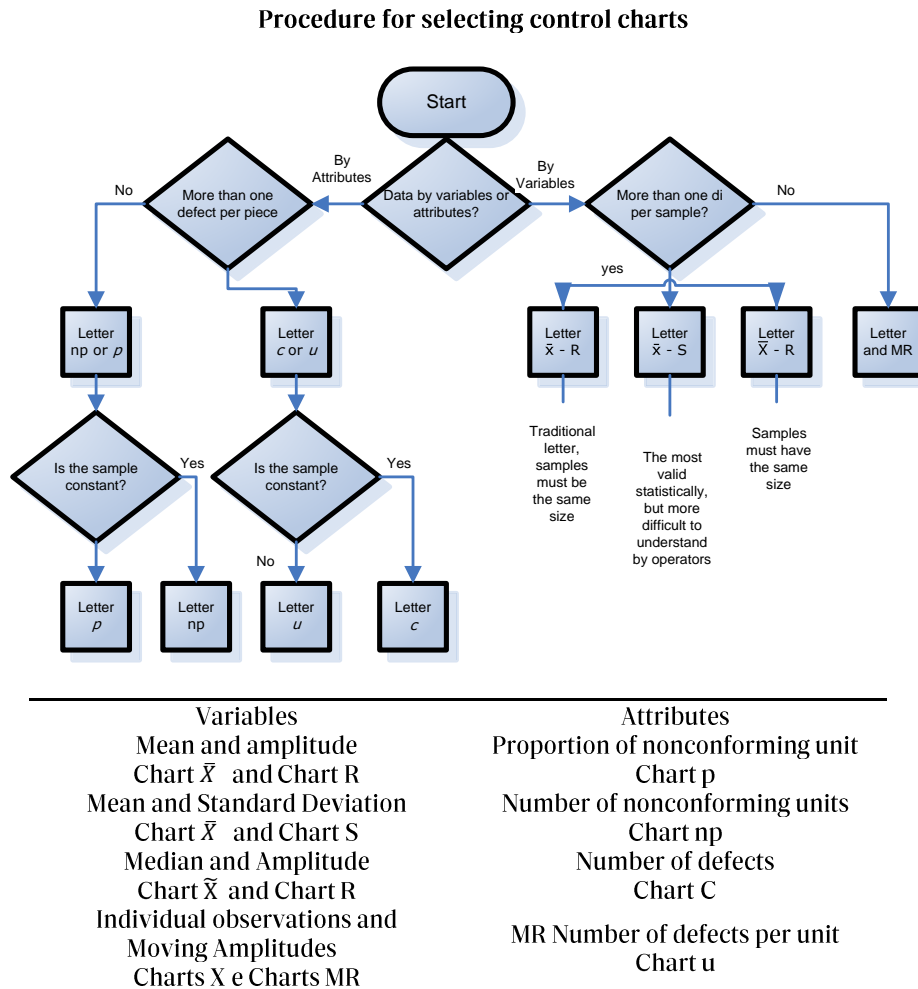 Procedure for selecting control charts
Start
By
Attributes
By
Variables
No
More than one
defect per piece
Data by variables or
attributes?
More than one di
per sample?
No
yes
Letter
np or p
Letter
c or u
Letter
x̄ - R
Letter
x̄ - S
Letter
X̄ - R
Letter
and MR
Is the sample
constant?
Yes
Is the sample
constant?
Yes
Traditional
letter,
samples
must be
the same
size
The most
valid
statistically,
but more
difficult to
understand
by operators
Samples
must have
the same
size
No
Letter
p
Letter
np
Letter
u
Letter
c
Variables
Mean and amplitude
Chart X̄ and Chart R
Mean and Standard Deviation
Chart X̄ and Chart S
Median and Amplitude
Chart X̃ and Chart R
Individual observations and
Moving Amplitudes
Charts X e Charts MR
Attributes
Proportion of nonconforming unit
Chart p
Number of nonconforming units
Chart np
Number of defects
Chart C
MR Number of defects per unit
Chart u